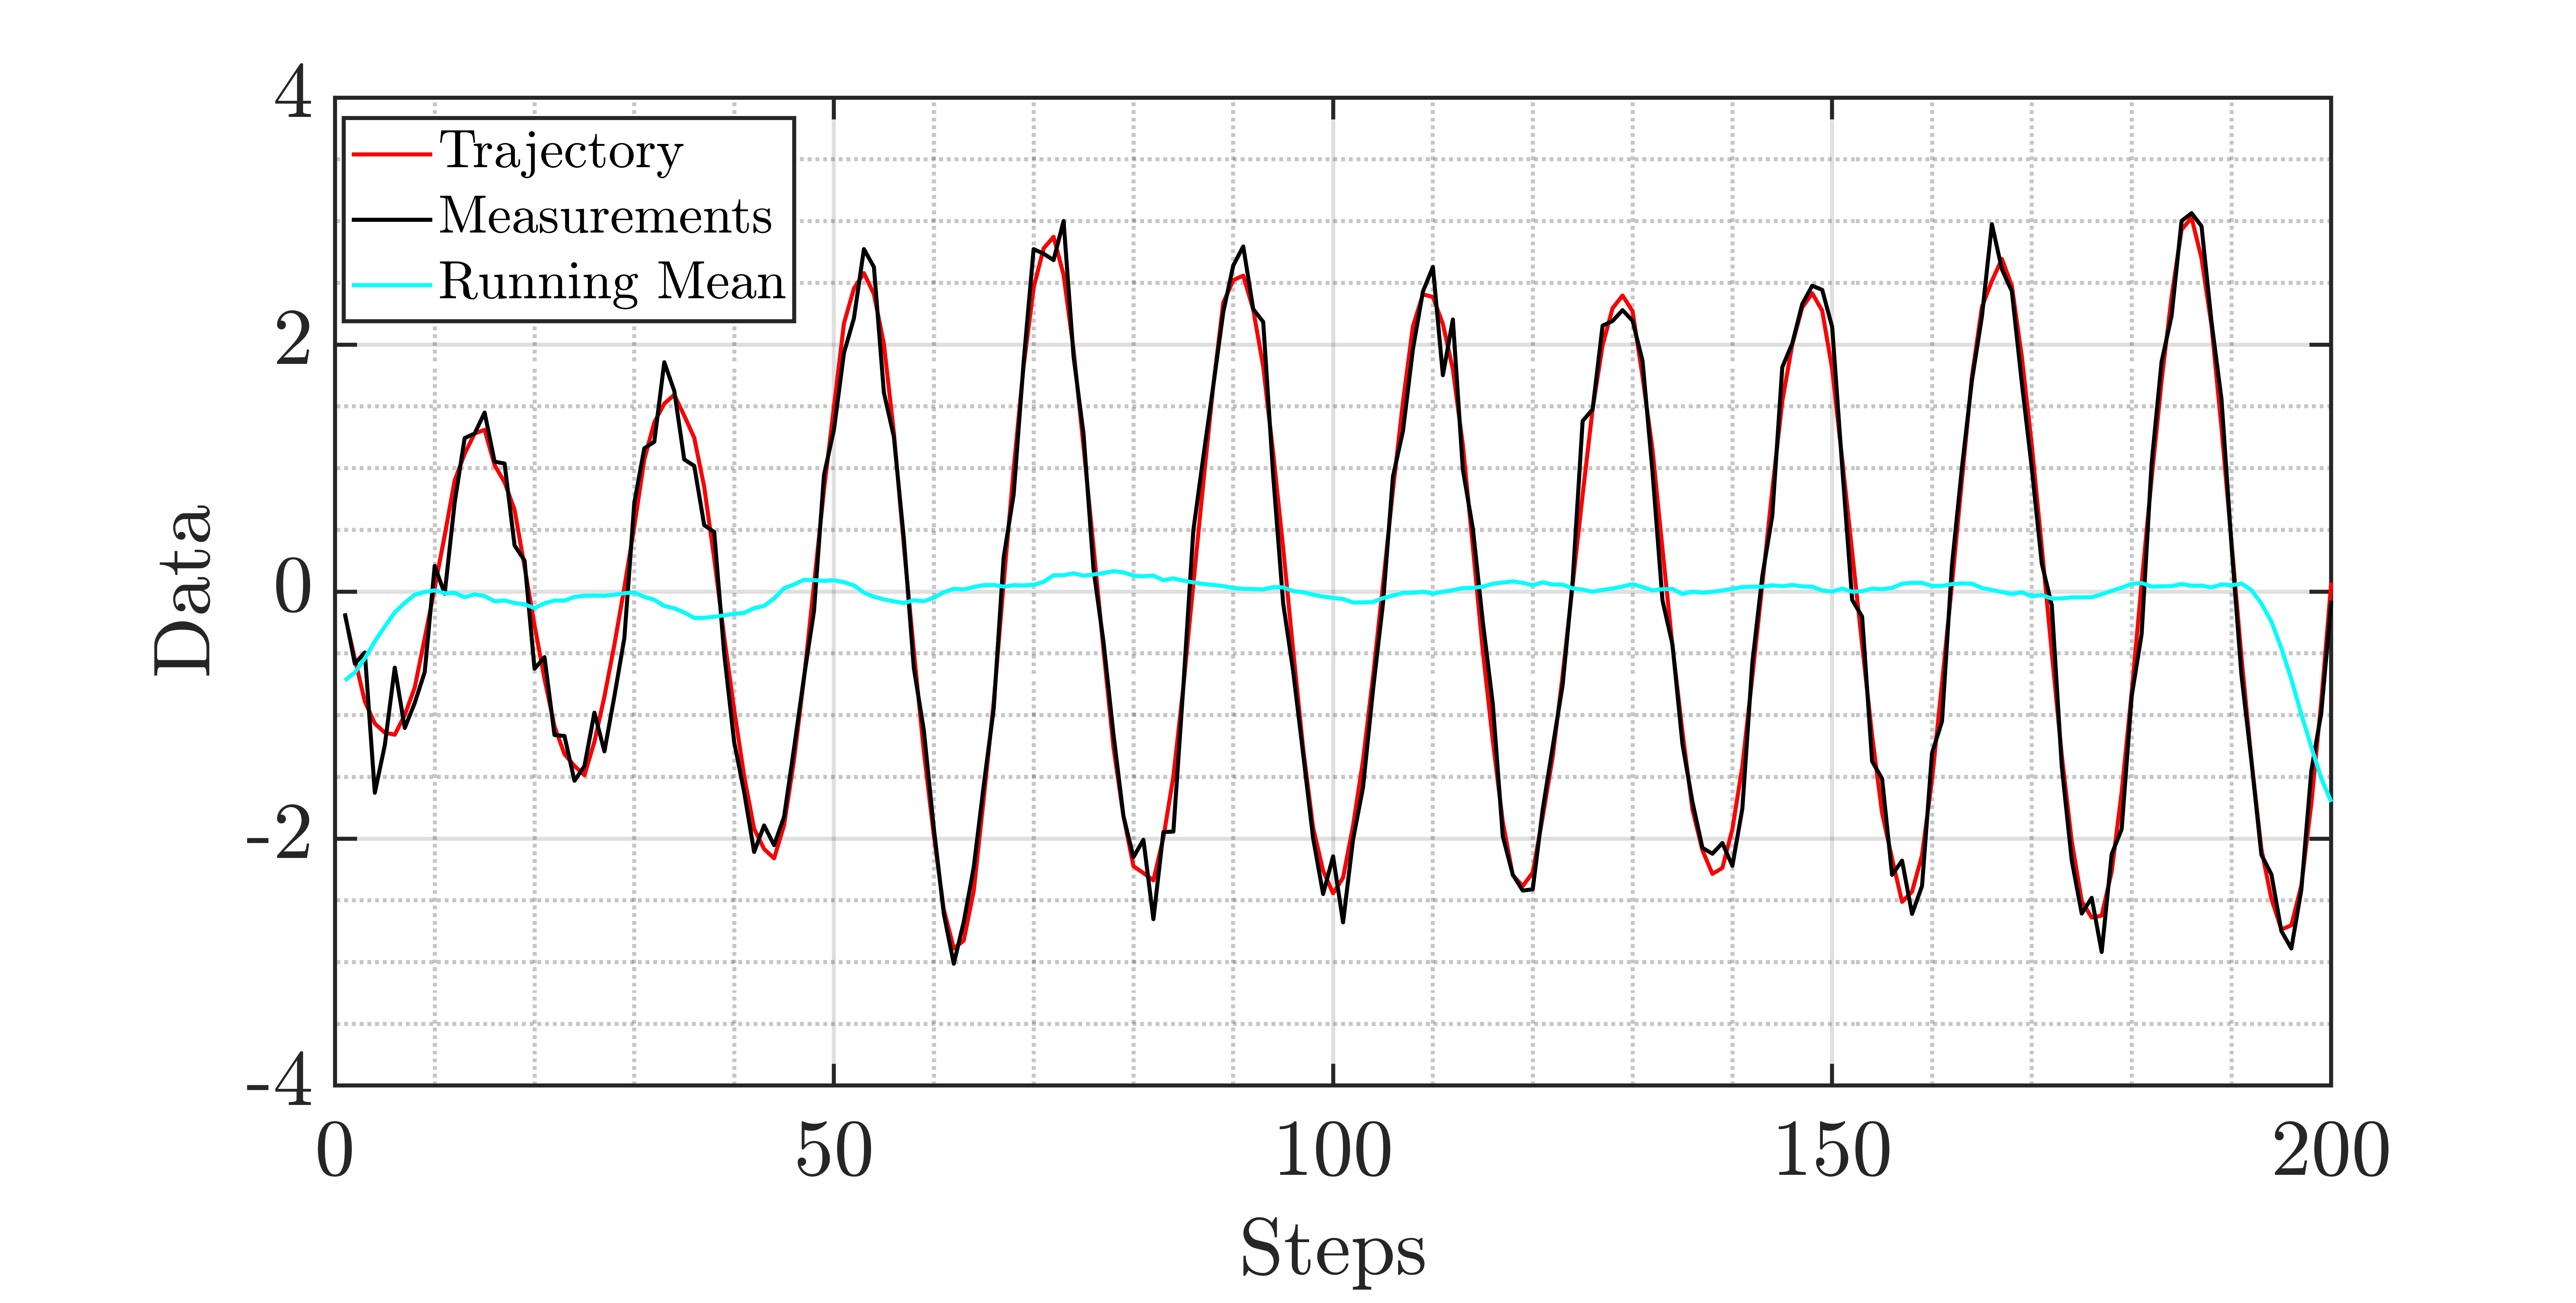 4
2
0
-2
-4
Data
Trajectory
Measurements
Running Mean
0 50 100 150 200
Steps